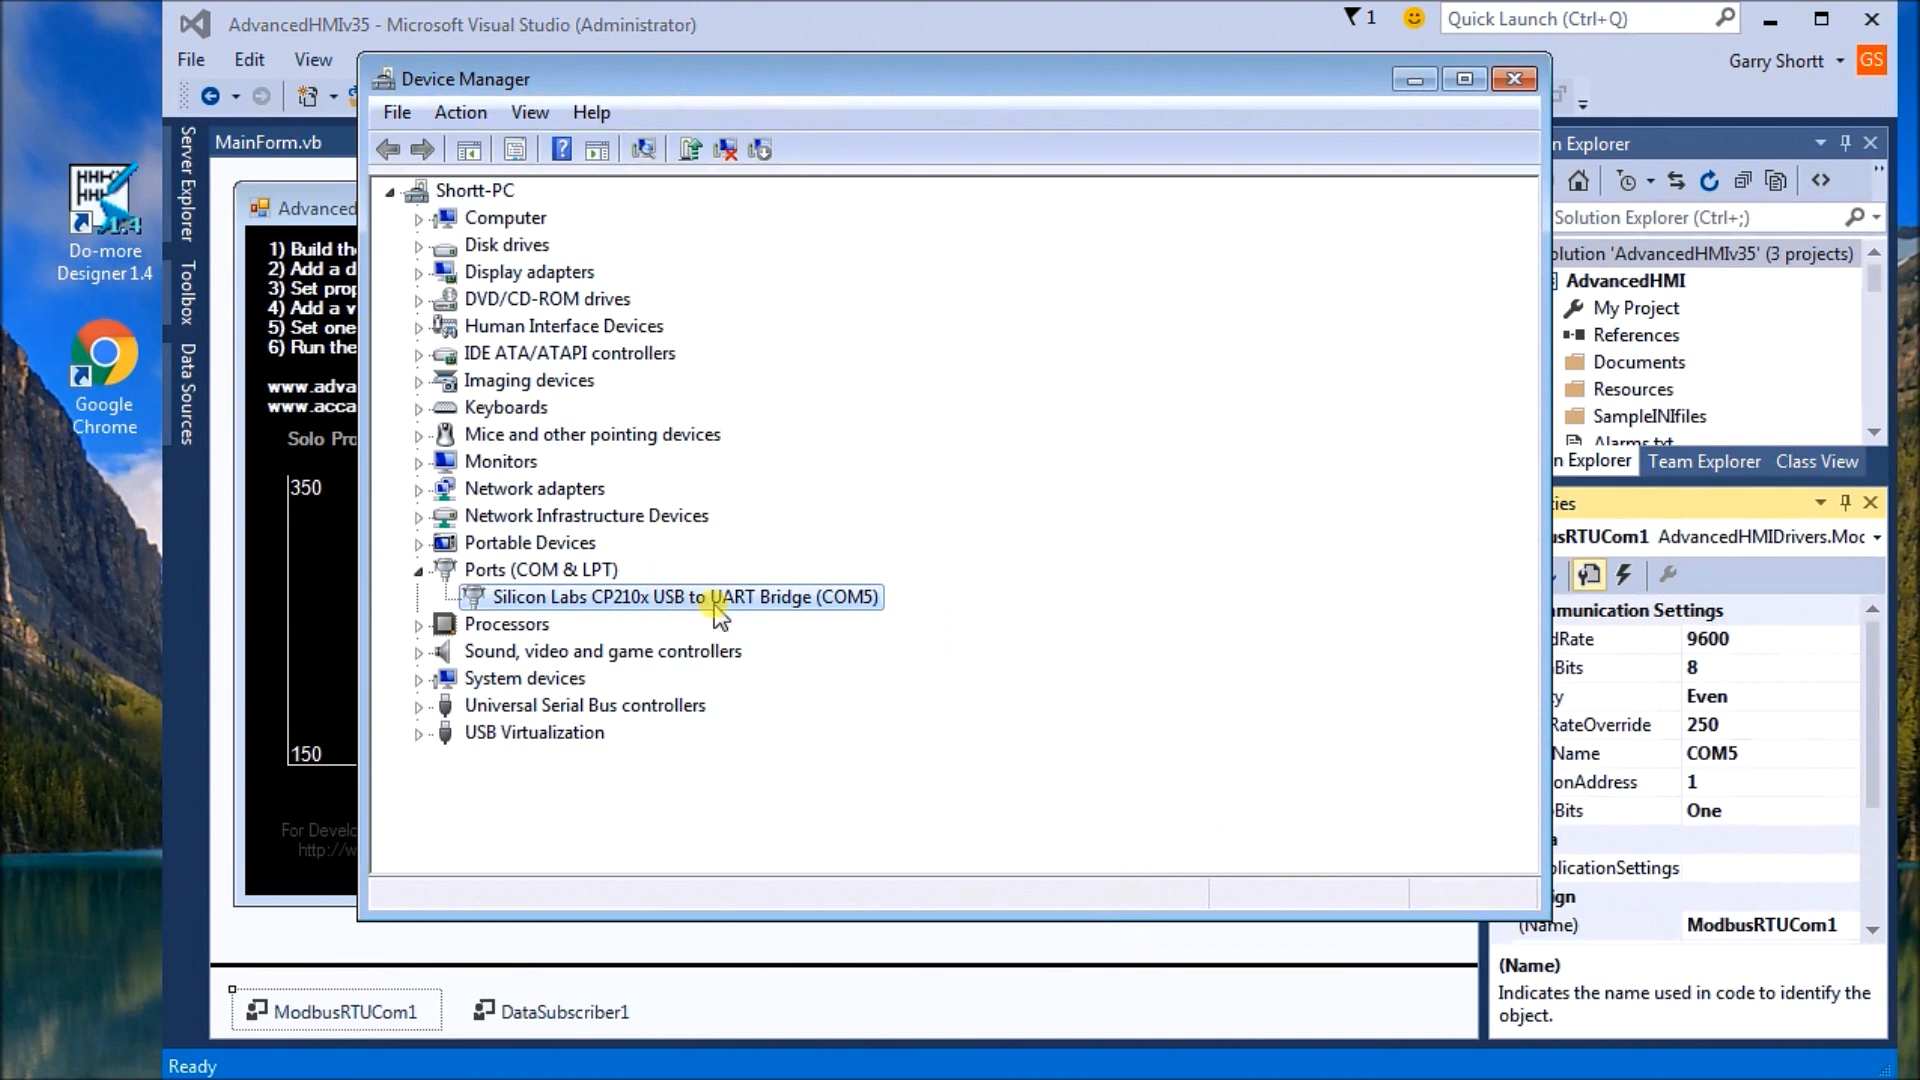 AdvancedHMIv35 - Microsoft Visual Studio (Administrator)
1
Quick Launch (Ctrl+Q)
File
Edit
View
Garry Shortt
GS
Do-more
Designer 1.4
Google
Chrome
Server Explorer
Toolbox
Data Sources
MainForm.vb
Advanced
1) Build the
2) Add a d
3) Set prop
4) Add a v
5) Set one
6) Run the
www.adva
www.acca
Solo Pro
350
150
For Develo
http://w
Device Manager
File
Action
View
Help
Shortt-PC
Computer
Disk drives
Display adapters
DVD/CD-ROM drives
Human Interface Devices
IDE ATA/ATAPI controllers
Imaging devices
Keyboards
Mice and other pointing devices
Monitors
Network adapters
Network Infrastructure Devices
Portable Devices
Ports (COM & LPT)
Silicon Labs CP210x USB to UART Bridge (COM5)
Processors
Sound, video and game controllers
System devices
Universal Serial Bus controllers
USB Virtualization
n Explorer
Solution Explorer (Ctrl+;)
olution 'AdvancedHMIv35' (3 projects)
AdvancedHMI
My Project
References
Documents
Resources
SampleINIfiles
Alarms.txt
n Explorer
Team Explorer
Class View
ies
sRTUCom1 AdvancedHMIDrivers.Moc
munication Settings
dRate 9600
Bits 8
y Even
RateOverride 250
Name COM5
onAddress 1
Bits One
a
plicationSettings
ign
(Name) ModbusRTUCom1
(Name)
Indicates the name used in code to identify the
object.
ModbusRTUCom1
DataSubscriber1
Ready